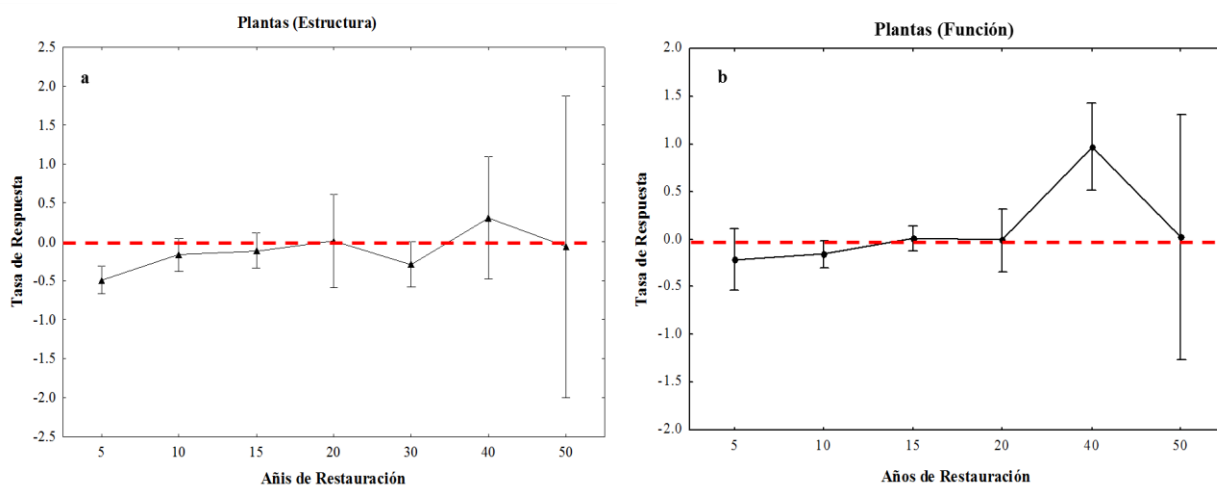 Plantas (Estructura)
a
2.5
2.0
1.5
1.0
0.5
0.0
-0.5
-1.0
-1.5
-2.0
-2.5
Tasa de Respuesta
5 10 15 20 30 40 50
Añis de Restauración
Plantas (Función)
b
2.0
1.5
1.0
0.5
0.0
-0.5
-1.0
-1.5
-2.0
Tasa de Respuesta
5 10 15 20 40 50
Años de Restauración